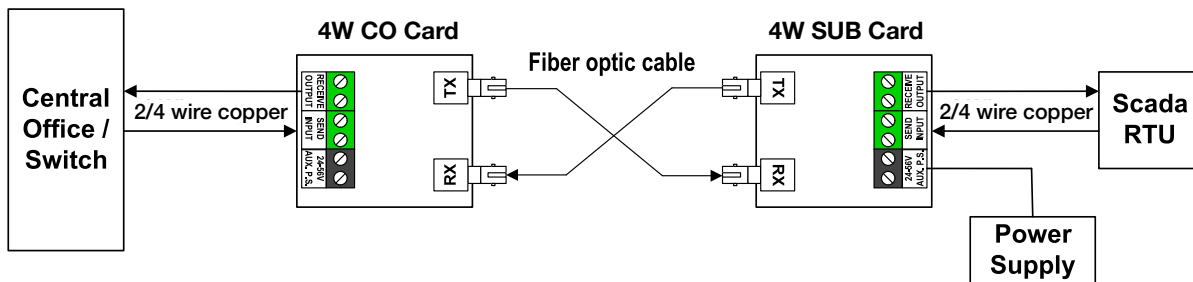 4W CO Card
4W SUB Card
Fiber optic cable
Central
Office /
Switch
2/4 wire copper
RECEIVE
OUTPUT
SEND
INPUT
24-56V
AUX. P.S.
TX
RX
TX
RX
RECEIVE
OUTPUT
SEND
INPUT
24-56V
AUX. P.S.
2/4 wire copper
Scada
RTU
Power
Supply